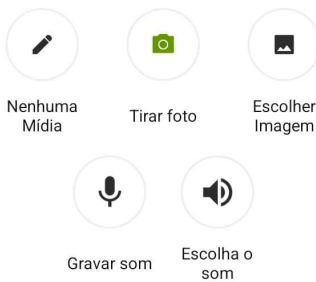 Nenhuma
Mídia
Tirar foto
Escolher
Imagem
Gravar som
Escolha o
som